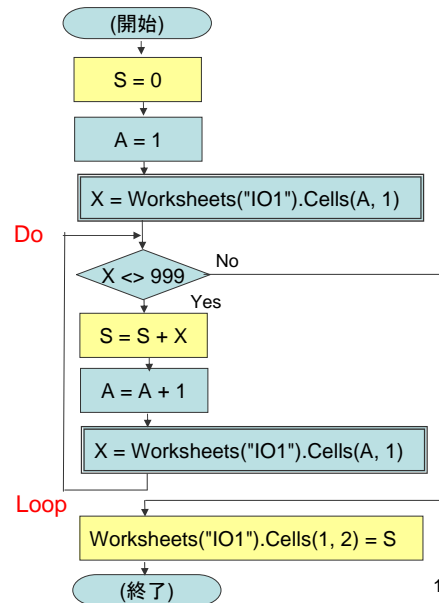 (開始)
S = 0
A = 1
X = Worksheets("IO1").Cells(A, 1)
Do
X <> 999
No
Yes
S = S + X
A = A + 1
X = Worksheets("IO1").Cells(A, 1)
Loop
Worksheets("IO1").Cells(1, 2) = S
(終了)
1